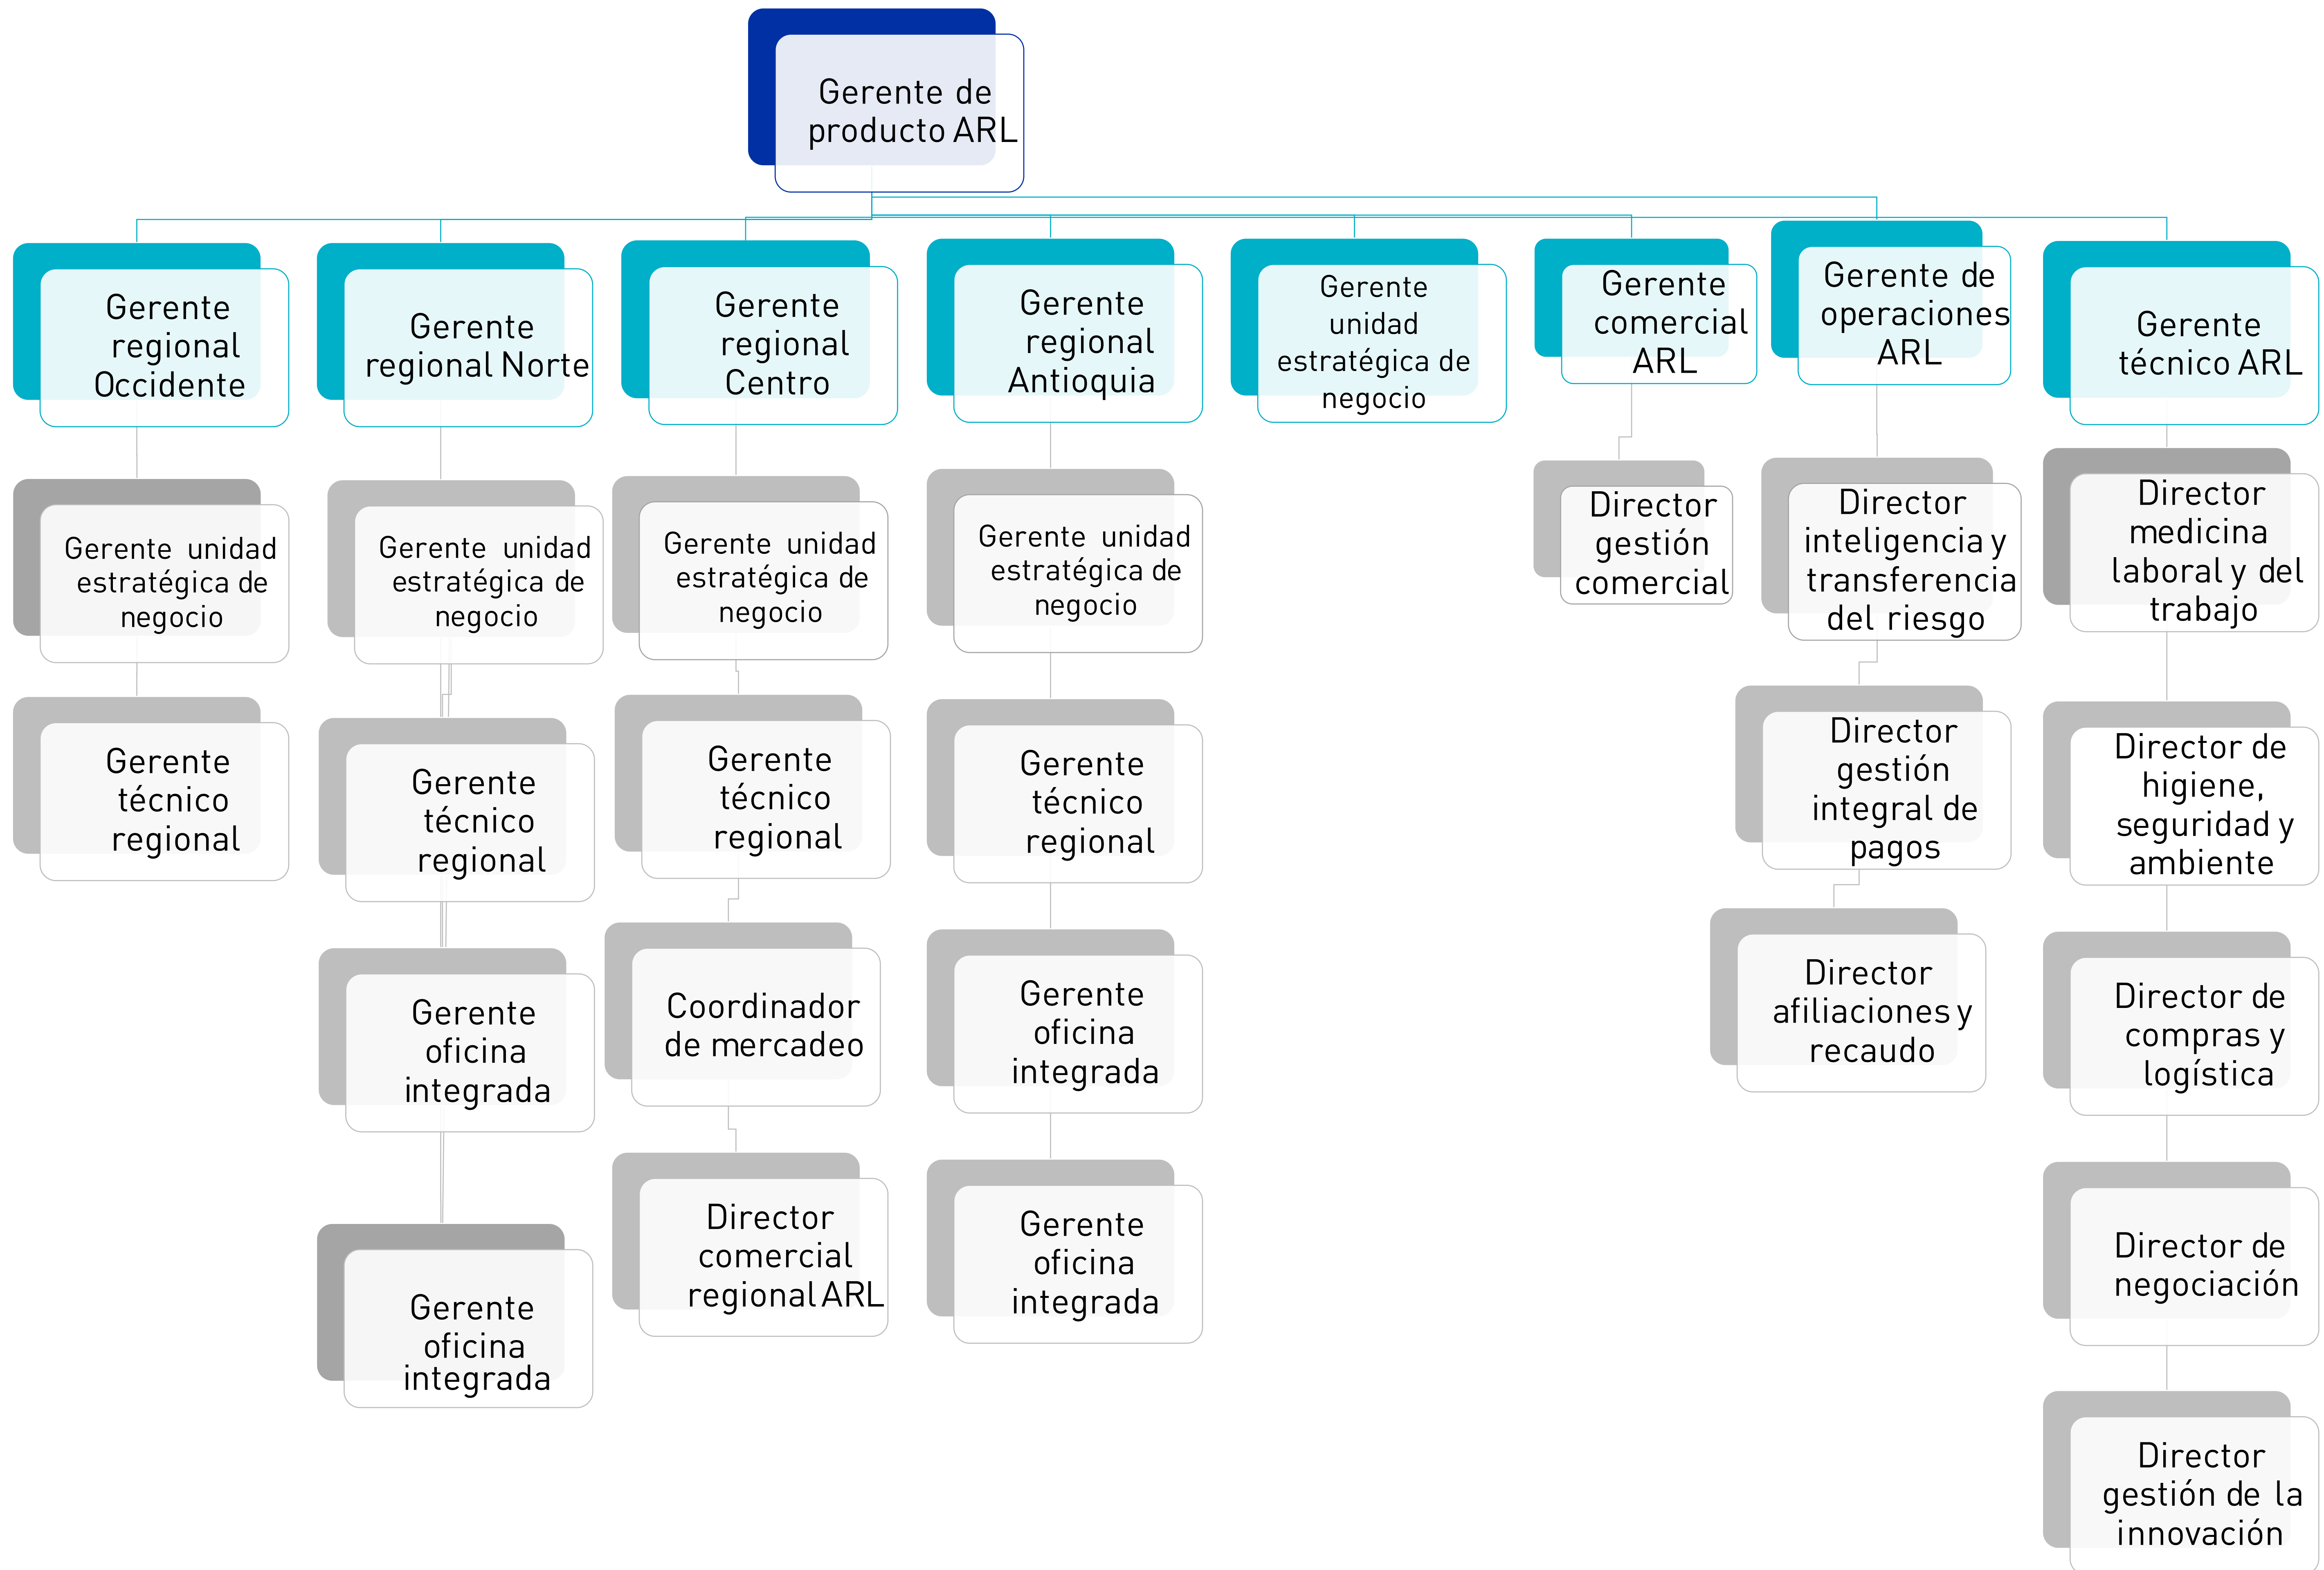 Gerente de
producto ARL
Gerente
regional
Occidente
Gerente
regional Norte
Gerente
regional
Centro
Gerente
regional
Antioquia
Gerente
unidad
estratégica de
negocio
Gerente
comercial
ARL
Gerente de
operaciones
ARL
Gerente
técnico ARL
Gerente unidad
estratégica de
negocio
Gerente unidad
estratégica de
negocio
Gerente unidad
estratégica de
negocio
Gerente unidad
estratégica de
negocio
Director
gestión
comercial
Director
inteligencia y
transferencia
del riesgo
Director
medicina
laboral y del
trabajo
Gerente
técnico
regional
Gerente
técnico
regional
Gerente
técnico
regional
Gerente
técnico
regional
Director
gestión
integral de
pagos
Director de
higiene,
seguridad y
ambiente
Gerente
oficina
integrada
Coordinador
de mercadeo
Gerente
oficina
integrada
Director
afiliaciones y
recaudo
Director de
compras y
logística
Gerente
oficina
integrada
Director
comercial
regional ARL
Gerente
oficina
integrada
Director de
negociación
Director
gestión de la
innovación